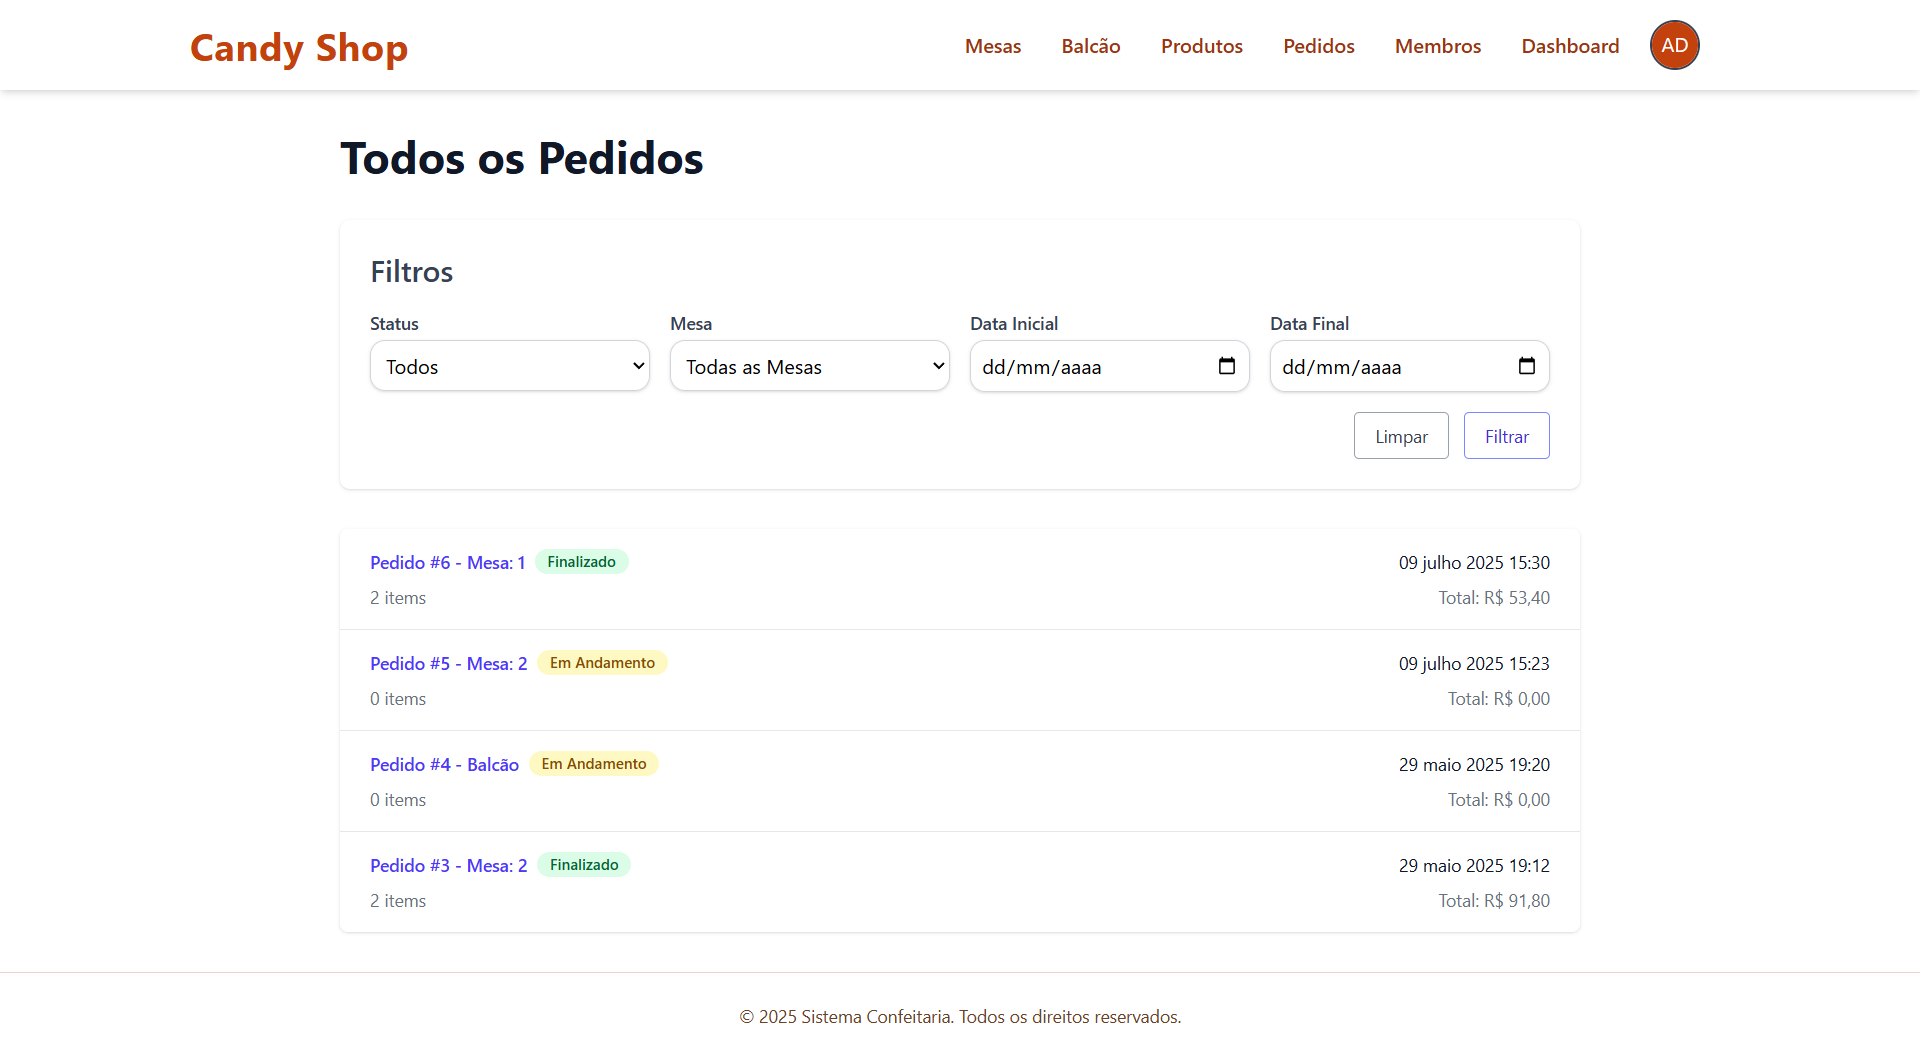 Candy Shop
Mesas Balcão Produtos Pedidos Membros Dashboard AD
Todos os Pedidos
Filtros
Status Mesa Data Inicial Data Final
Todos Todas as Mesas dd/mm/aaaa dd/mm/aaaa
Limpar Filtrar
Pedido #6 - Mesa: 1 Finalizado 09 julho 2025 15:30
2 items Total: R$ 53,40
Pedido #5 - Mesa: 2 Em Andamento 09 julho 2025 15:23
0 items Total: R$ 0,00
Pedido #4 - Balcão Em Andamento 29 maio 2025 19:20
0 items Total: R$ 0,00
Pedido #3 - Mesa: 2 Finalizado 29 maio 2025 19:12
2 items Total: R$ 91,80
© 2025 Sistema Confeitaria. Todos os direitos reservados.